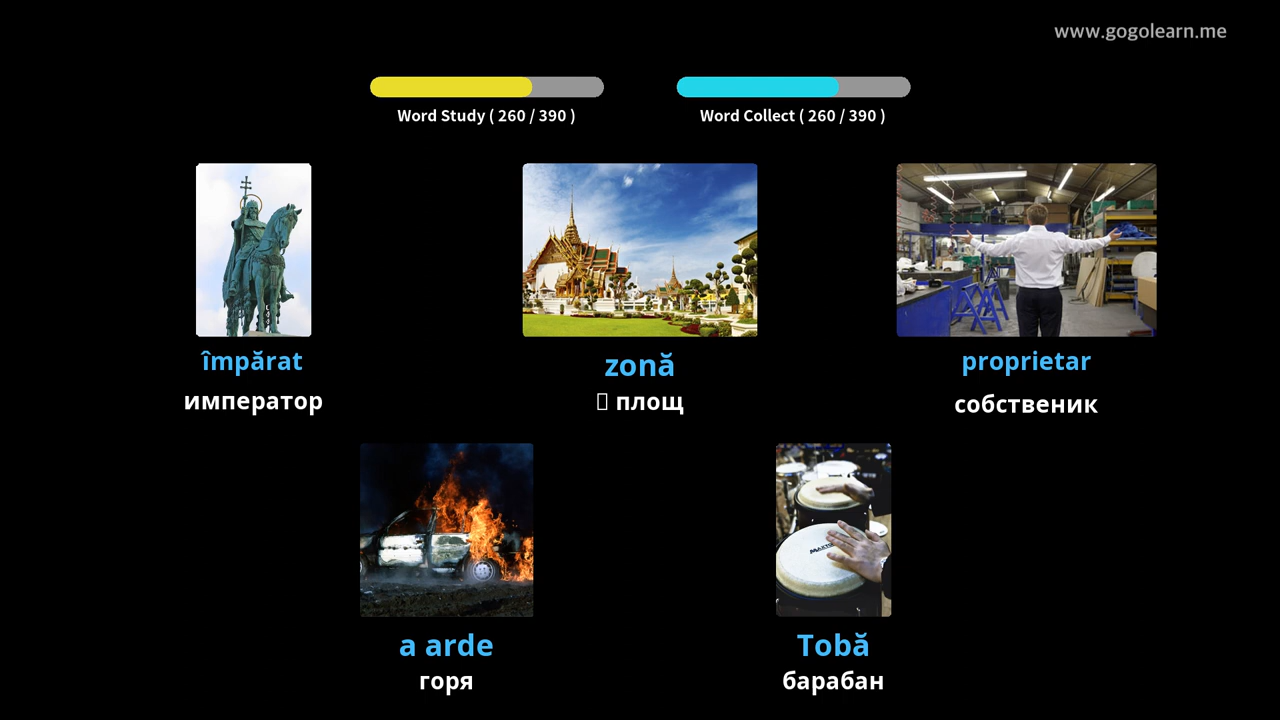 www.gogolearn.me
Word Study ( 260 / 390 )
Word Collect ( 260 / 390 )
împărat
император
zonă
площ
proprietar
собственик
a arde
горя
Tobă
барабан